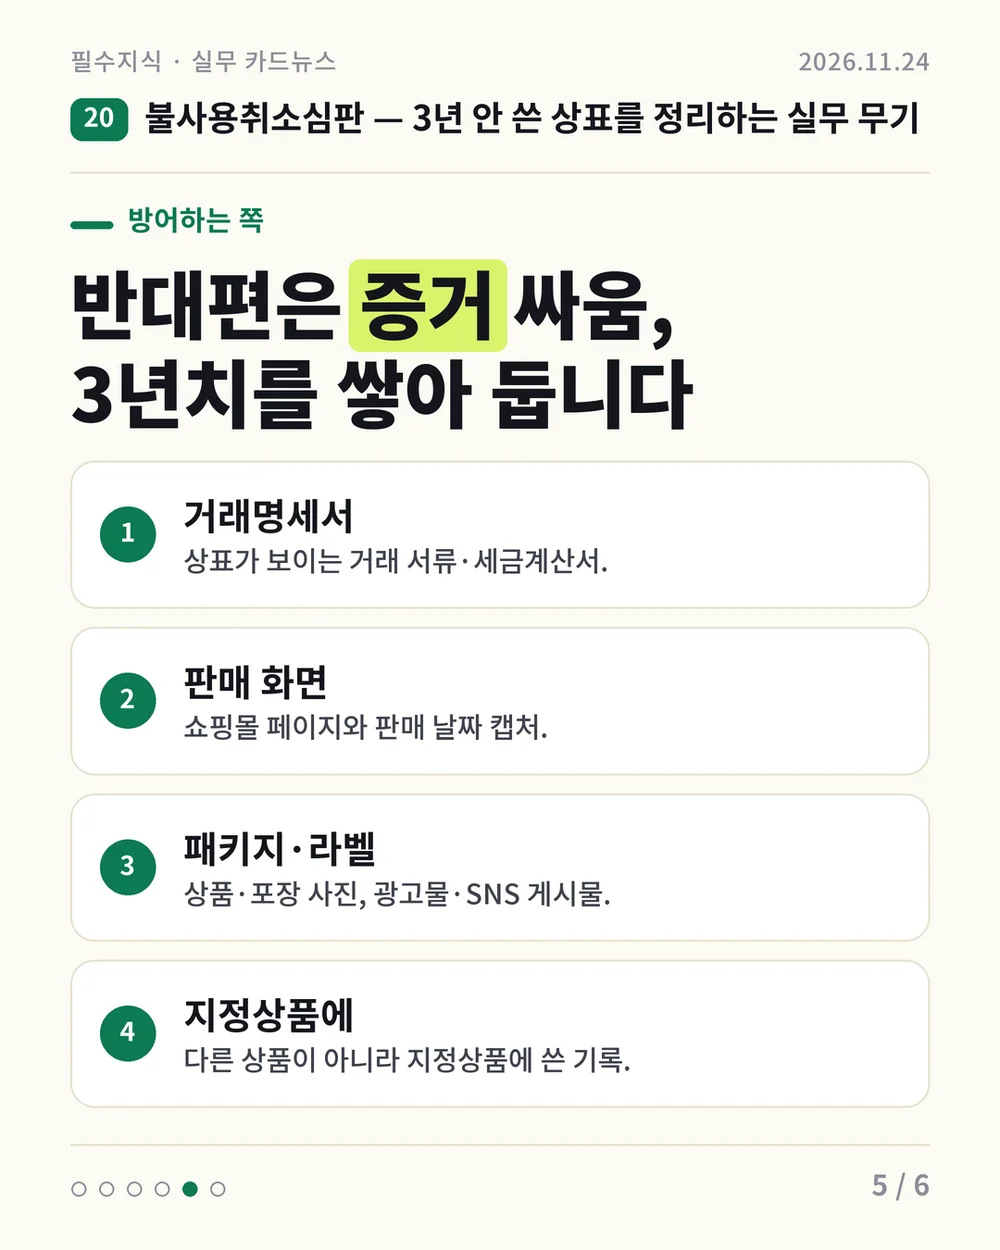 필수지식 · 실무 카드뉴스
2026.11.24
20 불사용취소심판 — 3년 안 쓴 상표를 정리하는 실무 무기
방어하는 쪽
반대편은 증거 싸움,
3년치를 쌓아 둡니다
1 거래명세서
상표가 보이는 거래 서류·세금계산서.
2 판매 화면
쇼핑몰 페이지와 판매 날짜 캡처.
3 패키지·라벨
상품·포장 사진, 광고물·SNS 게시물.
4 지정상품에
다른 상품이 아니라 지정상품에 쓴 기록.
5 / 6